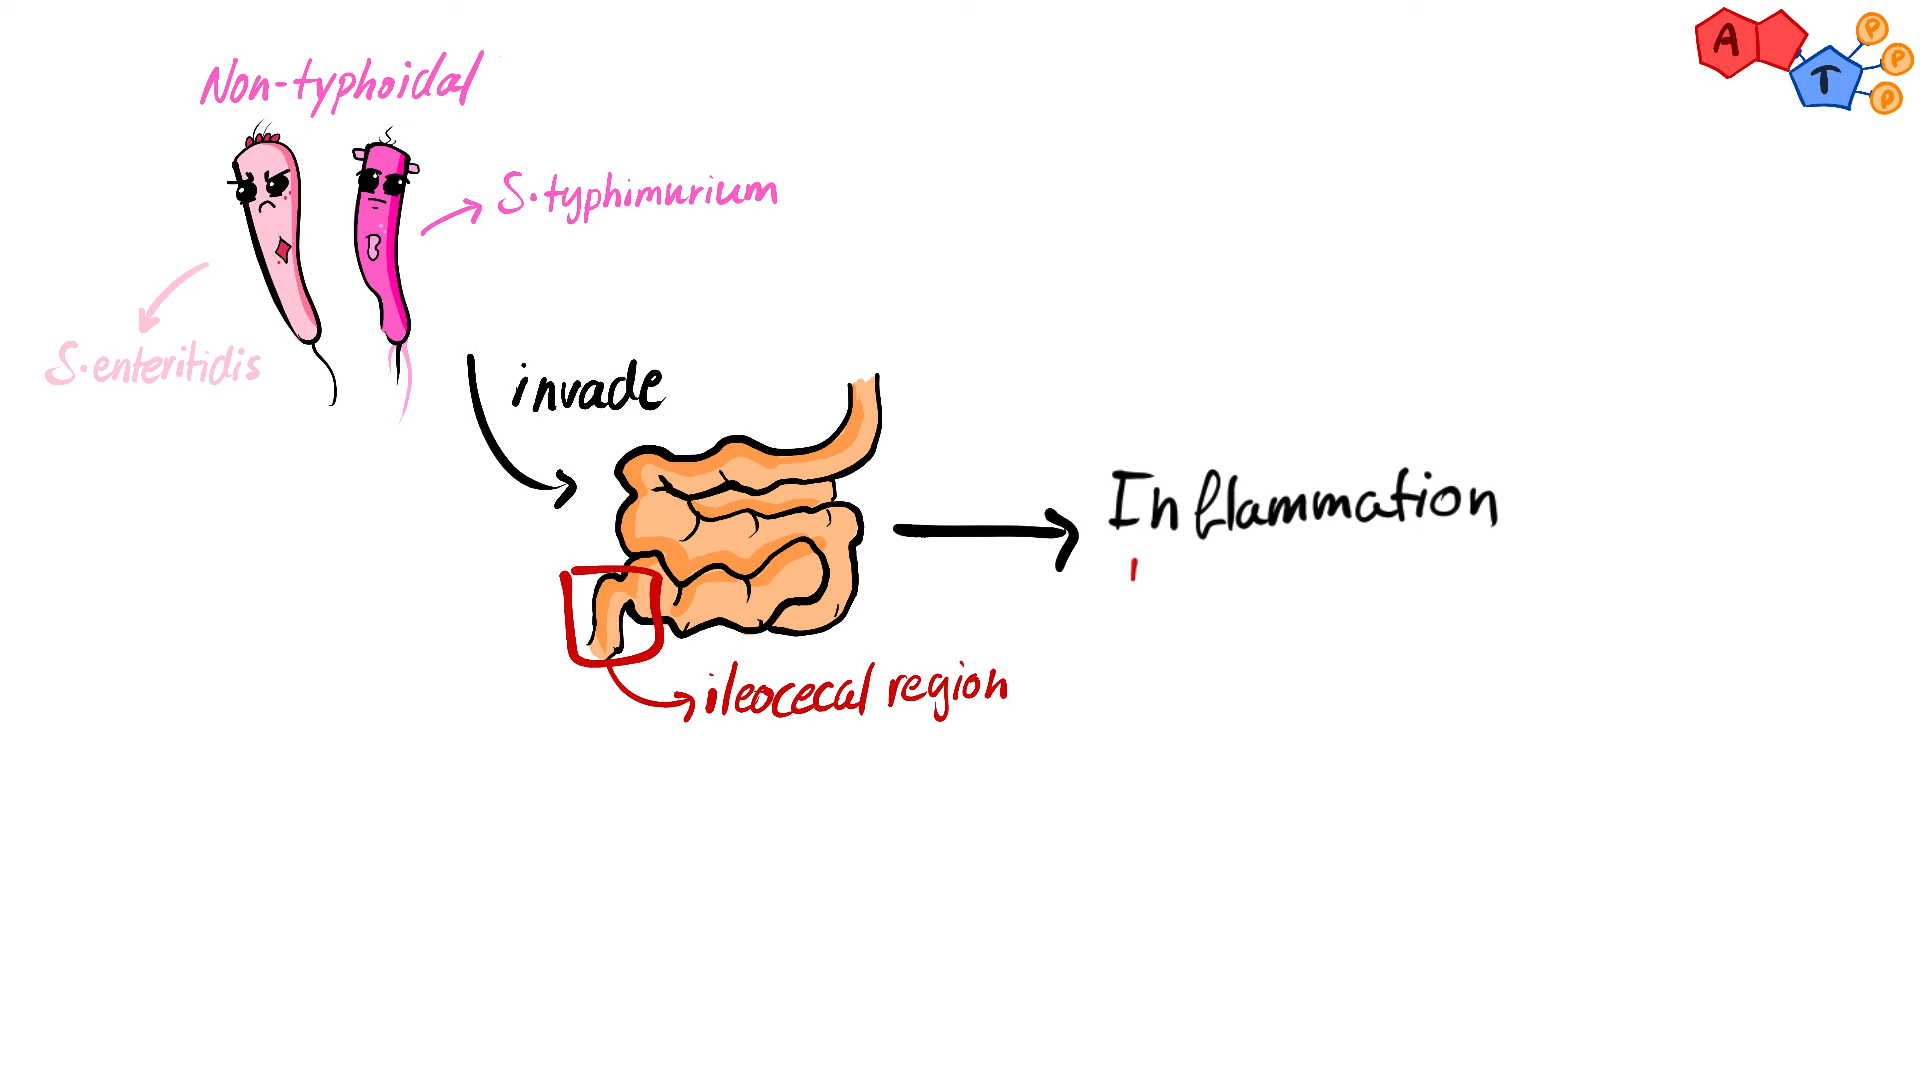 Non-typhoidal
S.typhimurium
S.enteritidis
invade
Inflammation
ileocecal region
A
T
P
P
P